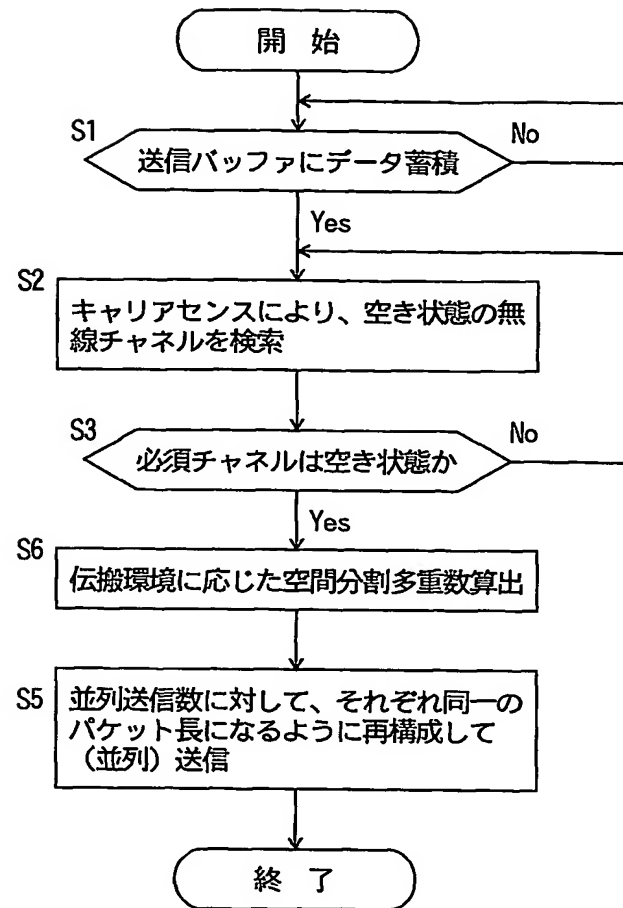 開 始
S1
送信バッファにデータ蓄積
No
Yes
S2
キャリアセンスにより、空き状態の無
線チャネルを検索
S3
必須チャネルは空き状態か
No
Yes
S6
伝搬環境に応じた空間分割多重数算出
S5
並列送信数に対して、それぞれ同一の
パケット長になるように再構成して
（並列）送信
終 了